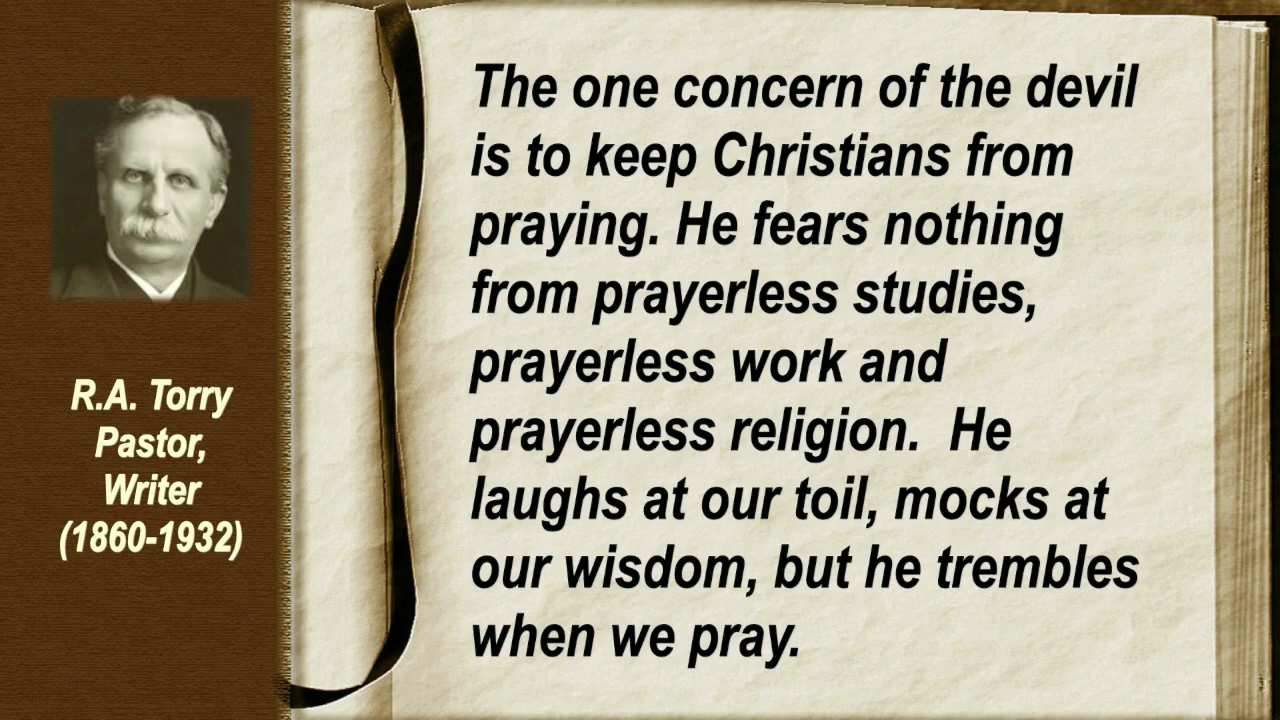 R.A. Torry
Pastor,
Writer
(1860-1932)
The one concern of the devil
is to keep Christians from
praying. He fears nothing
from prayerless studies,
prayerless work and
prayerless religion.  He
laughs at our toil, mocks at
our wisdom, but he trembles
when we pray.